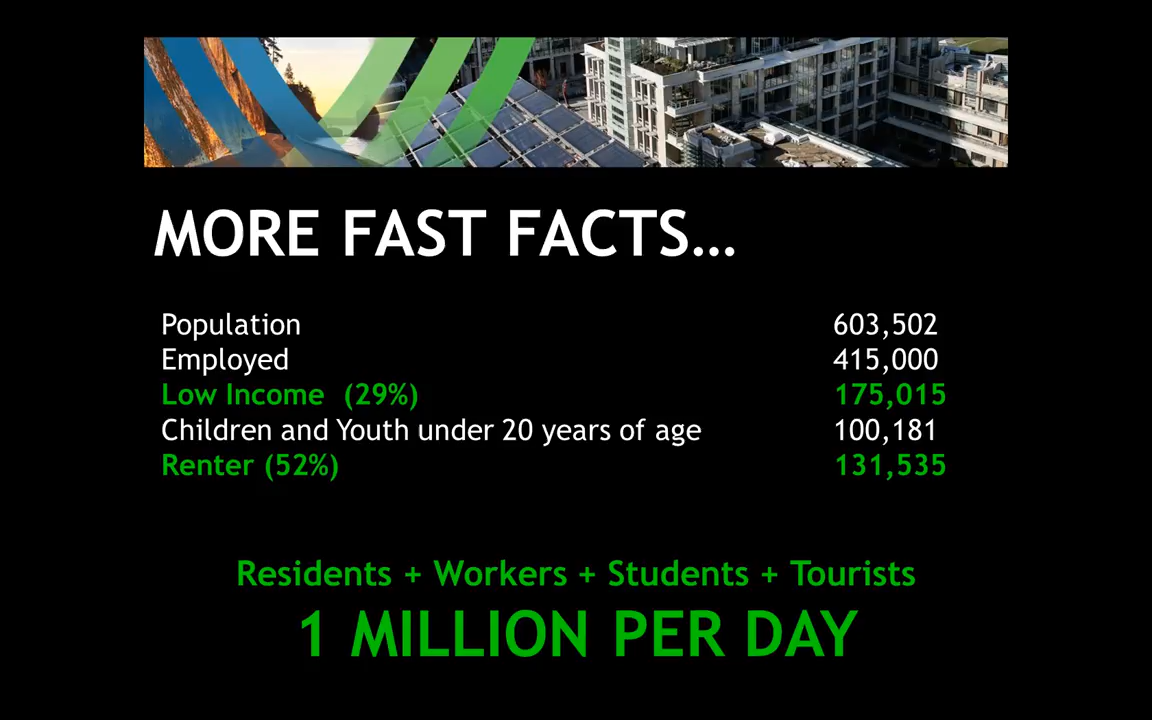 MORE FAST FACTS…
Population 603,502
Employed 415,000
Low Income (29%) 175,015
Children and Youth under 20 years of age 100,181
Renter (52%) 131,535
Residents + Workers + Students + Tourists
1 MILLION PER DAY